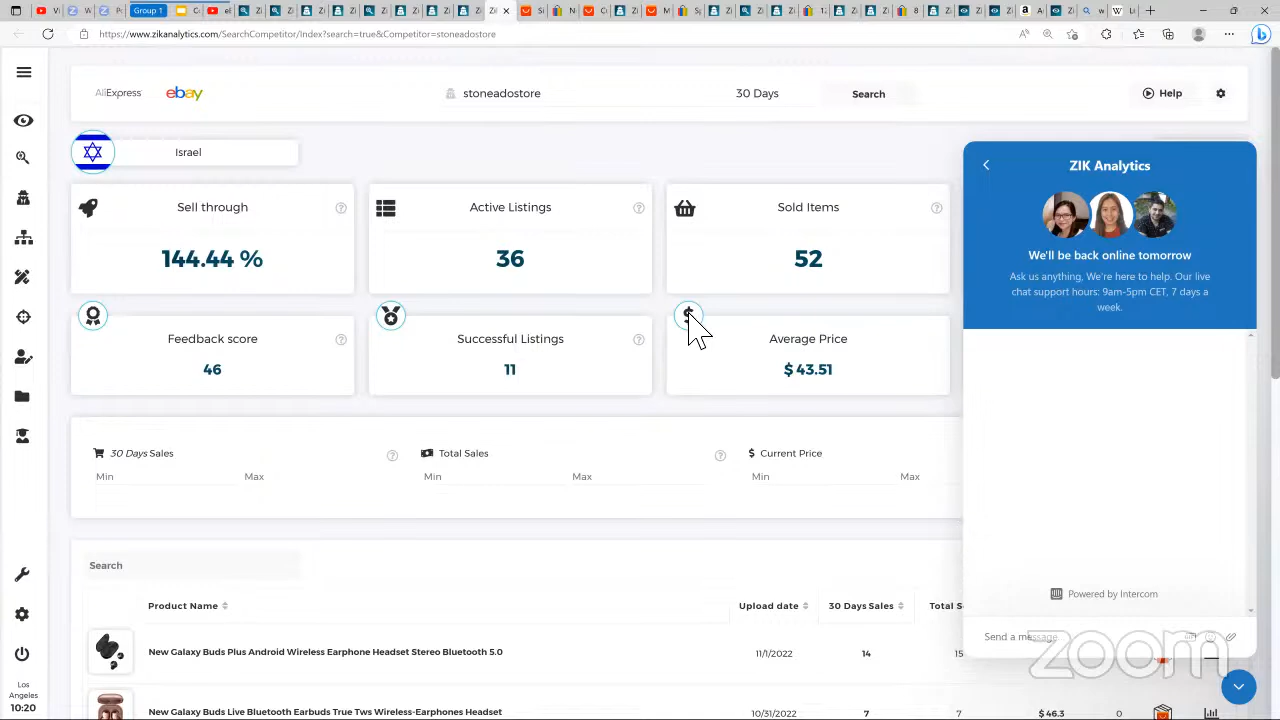 Group 1
https://www.zikanalytics.com/SearchCompetitor/Index?search=true&Competitor=stoneadostore
AliExpress
ebay
stoneadostore
30 Days
Search
Help
Israel
Sell through
144.44 %
Active Listings
36
Sold Items
52
Feedback score
46
Successful Listings
11
Average Price
$ 43.51
30 Days Sales
Min
Max
Total Sales
Min
Max
Current Price
Min
Max
Search
Product Name
Upload date
30 Days Sales
Total S
New Galaxy Buds Plus Android Wireless Earphone Headset Stereo Bluetooth 5.0
11/1/2022
14
15
New Galaxy Buds Live Bluetooth Earbuds True Tws Wireless-Earphones Headset
10/31/2022
7
7
$ 46.3
0
Los
Angeles
10:20
ZIK Analytics
We'll be back online tomorrow
Ask us anything, We're here to help. Our live
chat support hours: 9am-5pm CET, 7 days a
week.
Powered by Intercom
Send a message
zoom